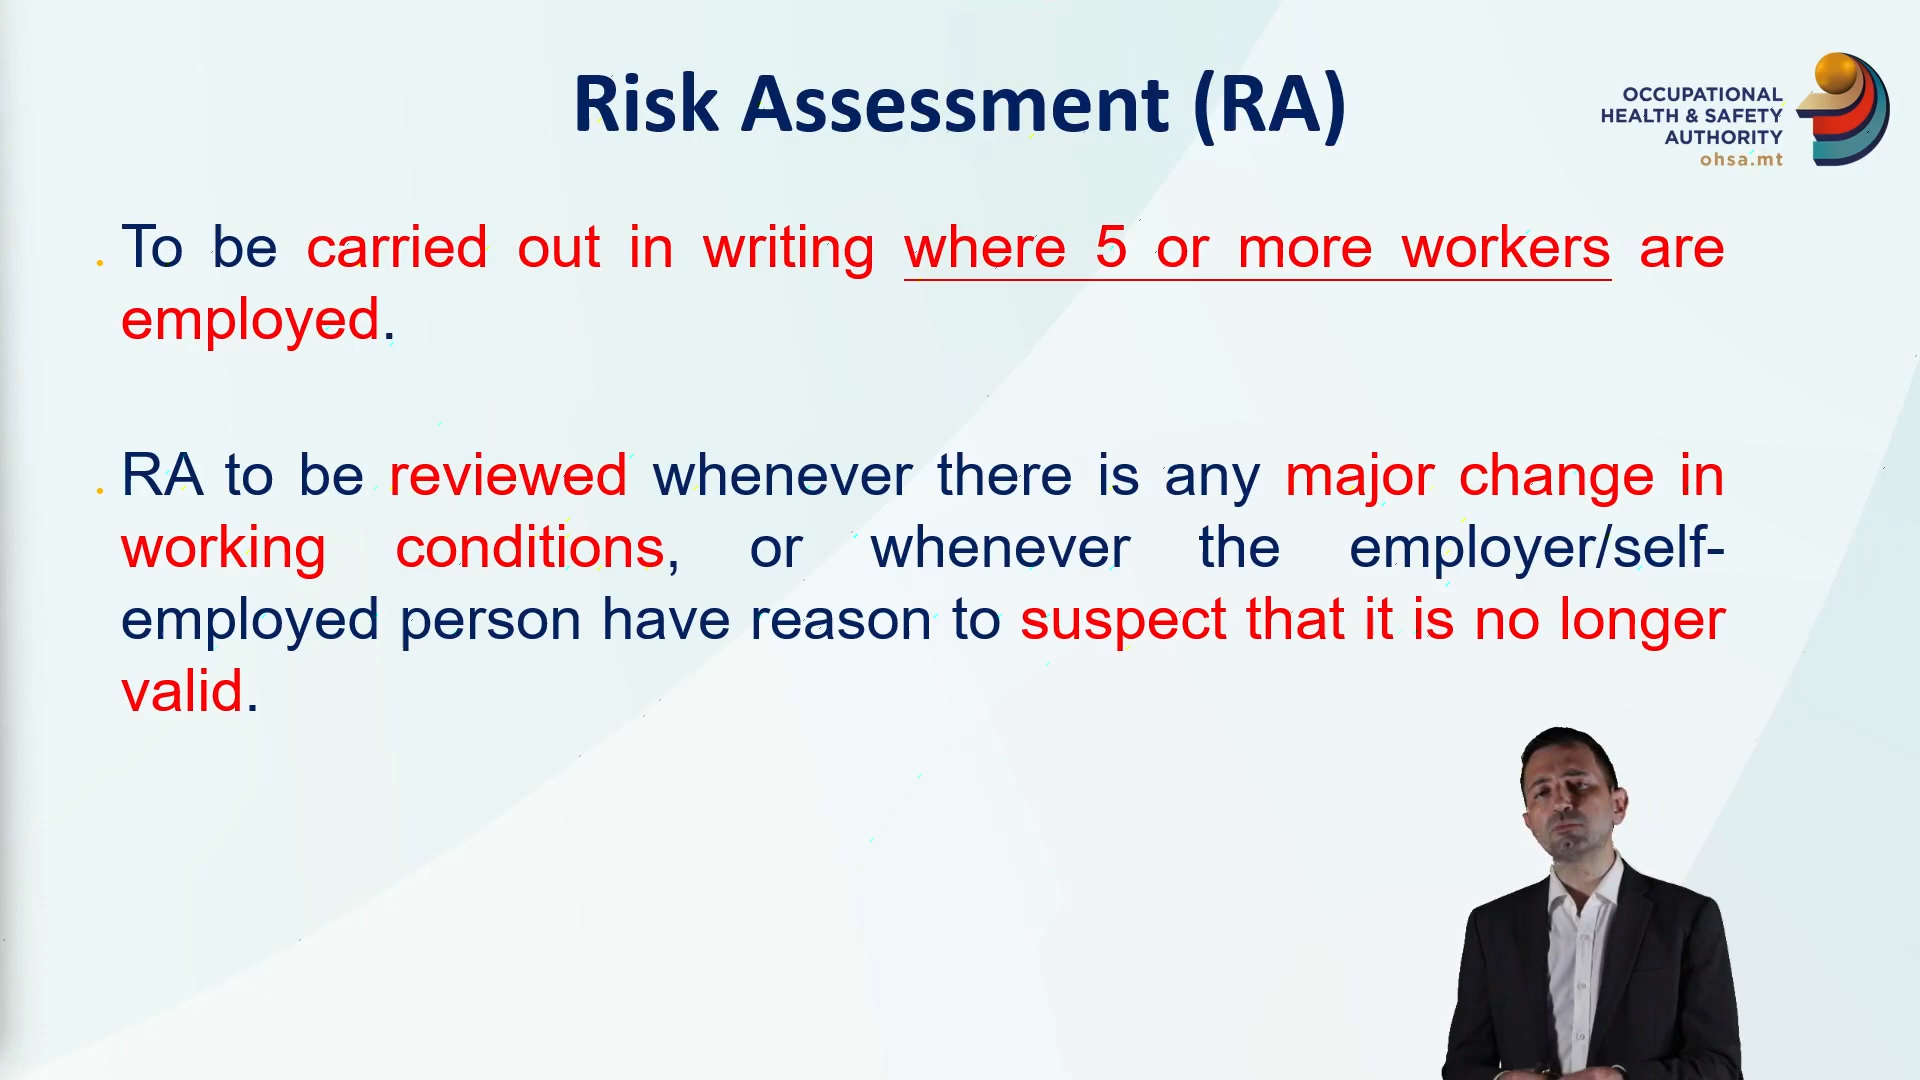 Risk Assessment (RA)
OCCUPATIONAL
HEALTH & SAFETY
AUTHORITY
ohsa.mt
To be carried out in writing where 5 or more workers are
employed.
RA to be reviewed whenever there is any major change in
working conditions, or whenever the employer/self-
employed person have reason to suspect that it is no longer
valid.